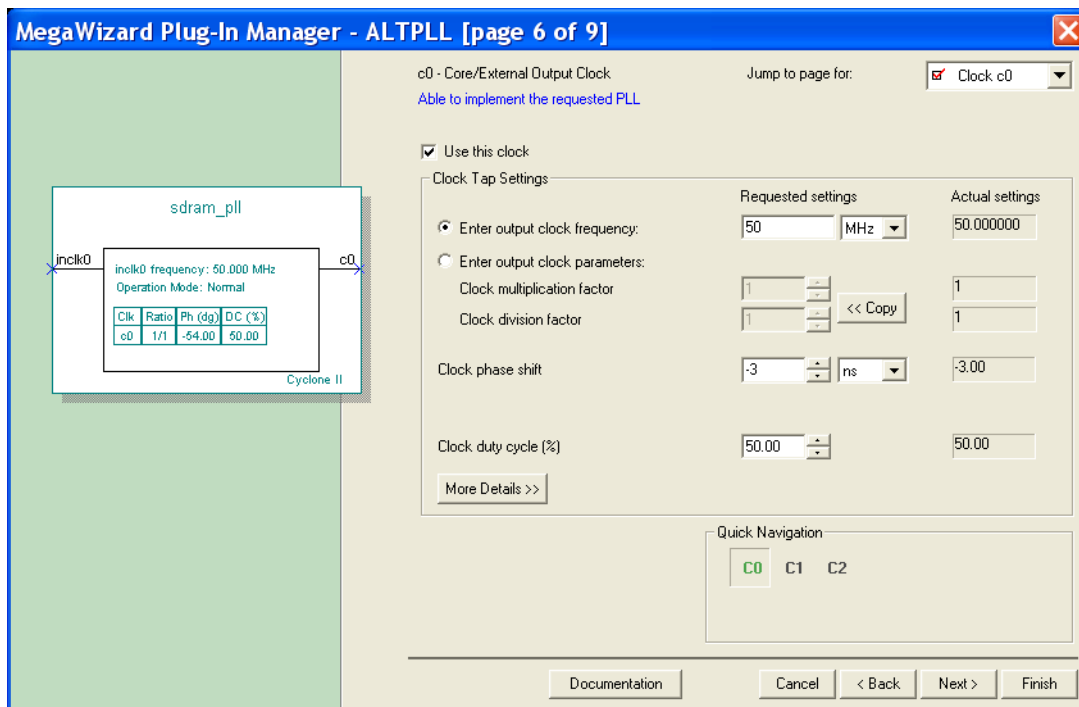 MegaWizard Plug-In Manager - ALTPLL [page 6 of 9]
c0 - Core/External Output Clock
Jump to page for:
Clock c0
Able to implement the requested PLL
Use this clock
Clock Tap Settings
Requested settings
Actual settings
Enter output clock frequency:
50
MHz
50.000000
Enter output clock parameters:
Clock multiplication factor
1
<< Copy
1
Clock division factor
1
1
Clock phase shift
-3
ns
-3.00
Clock duty cycle (%)
50.00
50.00
More Details >>
sdram_pll
inclk0
c0
inclk0 frequency: 50.000 MHz
Operation Mode: Normal
Clk Ratio Ph (dg) DC (%)
c0 1/1 -54.00 50.00
Cyclone II
Quick Navigation
C0 C1 C2
Documentation
Cancel
< Back
Next >
Finish